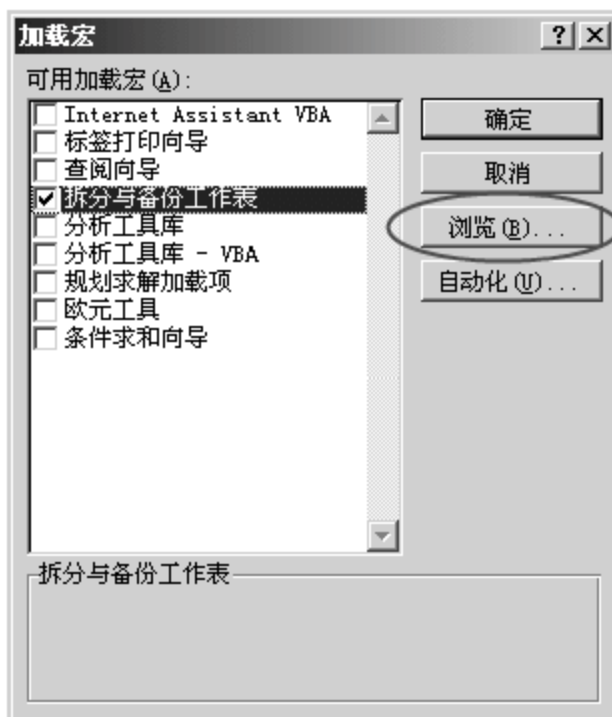 加载宏
可用加载宏(A):
Internet Assistant VBA
标签打印向导
查阅向导
拆分与备份工作表
分析工具库
分析工具库 - VBA
规划求解加载项
欧元工具
条件求和向导
确定
取消
浏览(B)...
自动化(U)...
拆分与备份工作表